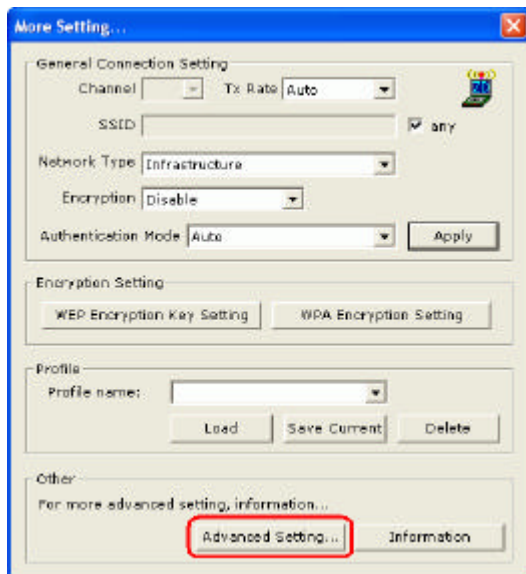 More Setting...
General Connection Setting
Channel
Tx Rate Auto
SSID
any
Network Type Infrastructure
Encryption Disable
Authentication Mode Auto
Apply
Encryption Setting
WEP Encryption Key Setting
WPA Encryption Setting
Profile
Profile name:
Load
Save Current
Delete
Other
For more advanced setting, information...
Advanced Setting...
Information